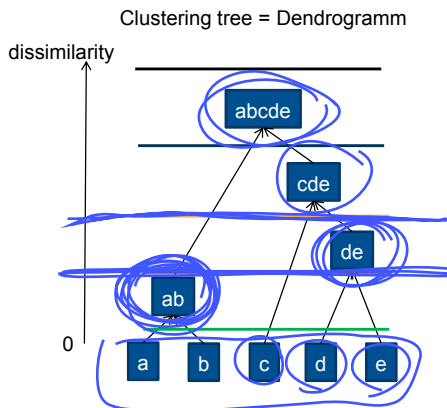 Clustering tree = Dendrogramm
dissimilarity
abcde
cde
de
ab
0
a b c d e